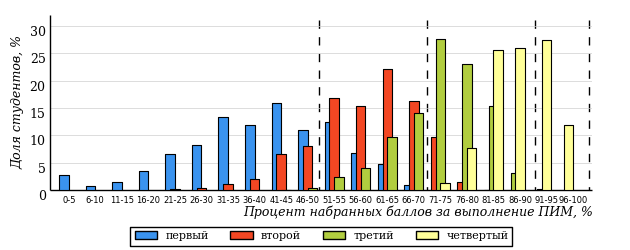 Доля студентов, %
30
25
20
15
10
5
0
0-5 6-10 11-15 16-20 21-25 26-30 31-35 36-40 41-45 46-50 51-55 56-60 61-65 66-70 71-75 76-80 81-85 86-90 91-95 96-100
Процент набранных баллов за выполнение ПИМ, %
первый второй третий четвертый